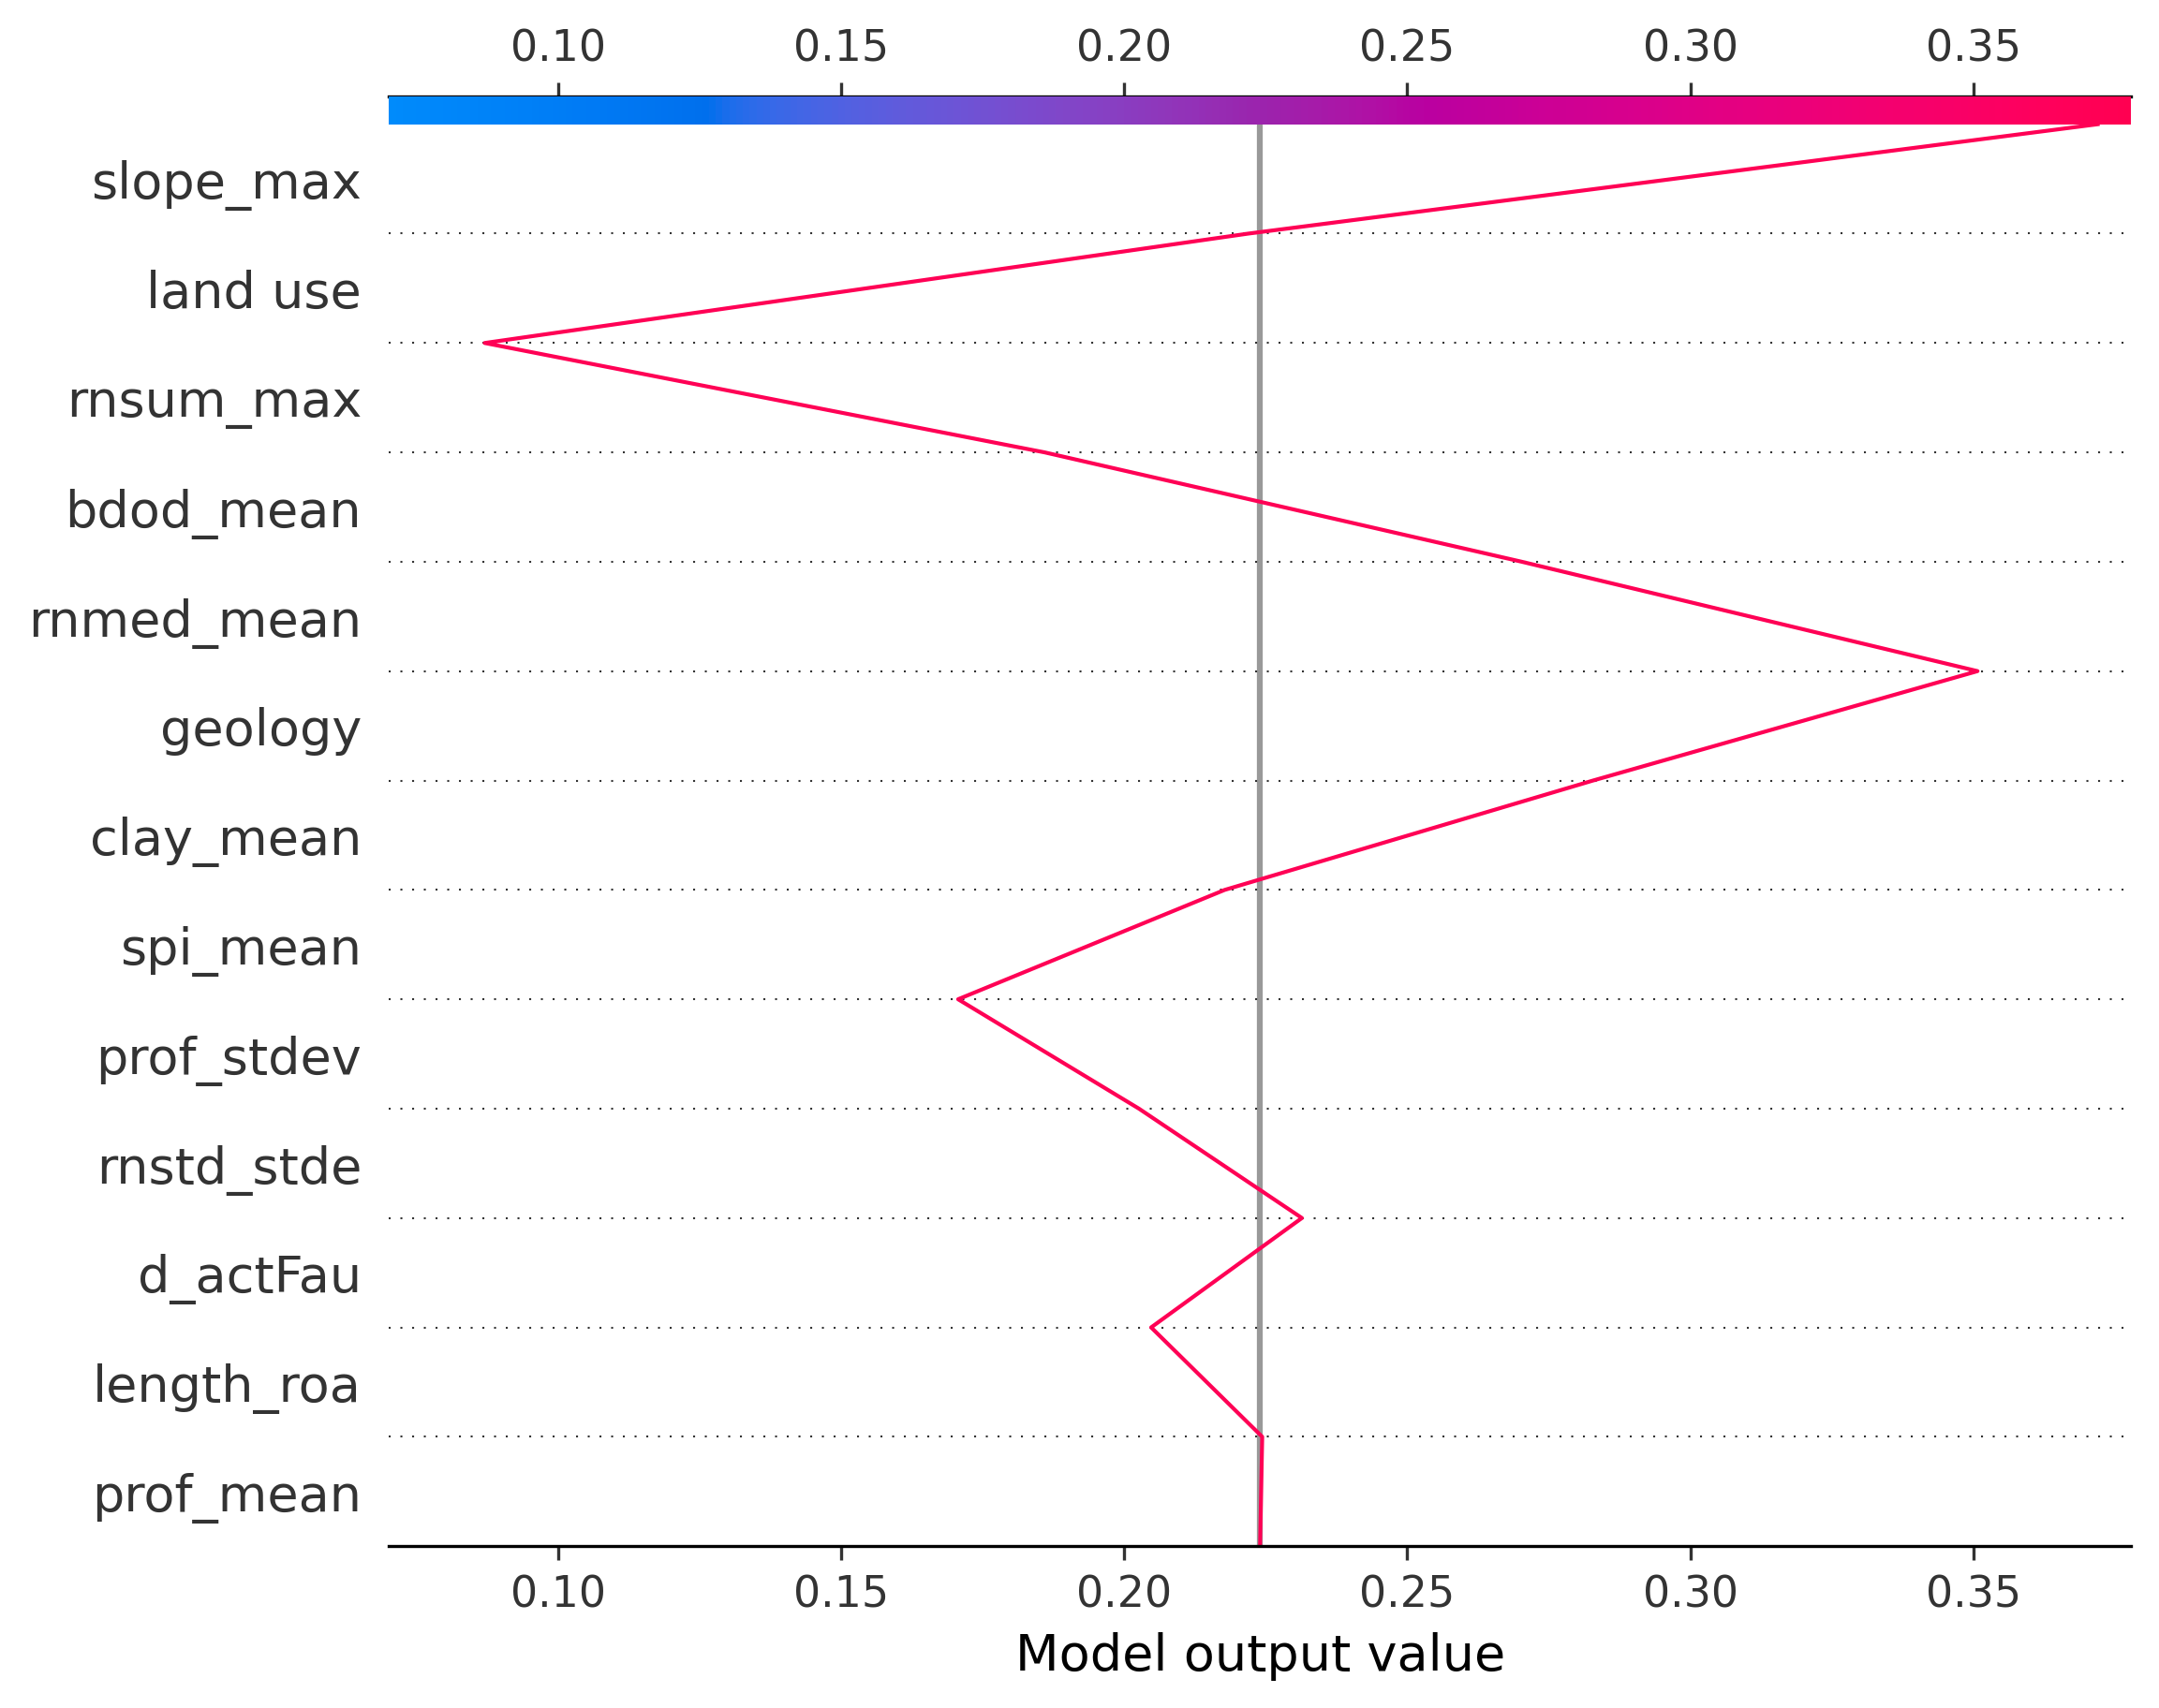 0.10 0.15 0.20 0.25 0.30 0.35
slope_max
land use
rnsum_max
bdod_mean
rnmed_mean
geology
clay_mean
spi_mean
prof_stdev
rnstd_stde
d_actFau
length_roa
prof_mean
0.10 0.15 0.20 0.25 0.30 0.35
Model output value